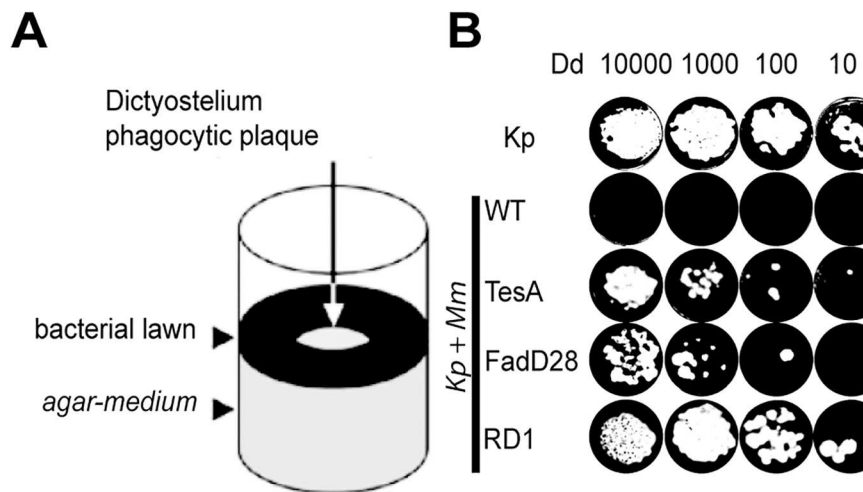 A
Dictyostelium
phagocytic plaque
bacterial lawn
agar-medium
B
Dd 10000 1000 100 10
Kp
Kp + Mm
WT
TesA
FadD28
RD1